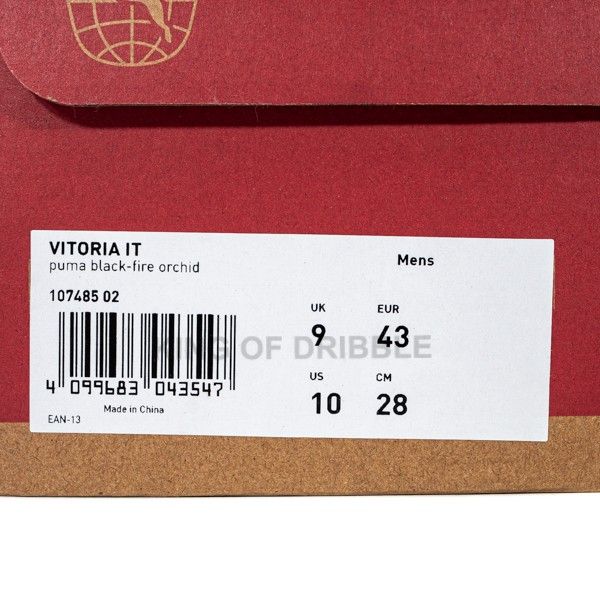 VITORIA IT
puma black-fire orchid
Mens
107485 02
UK EUR
9 43
KING OF DRIBBLE
US CM
10 28
4 099683 043547
Made in China
EAN-13